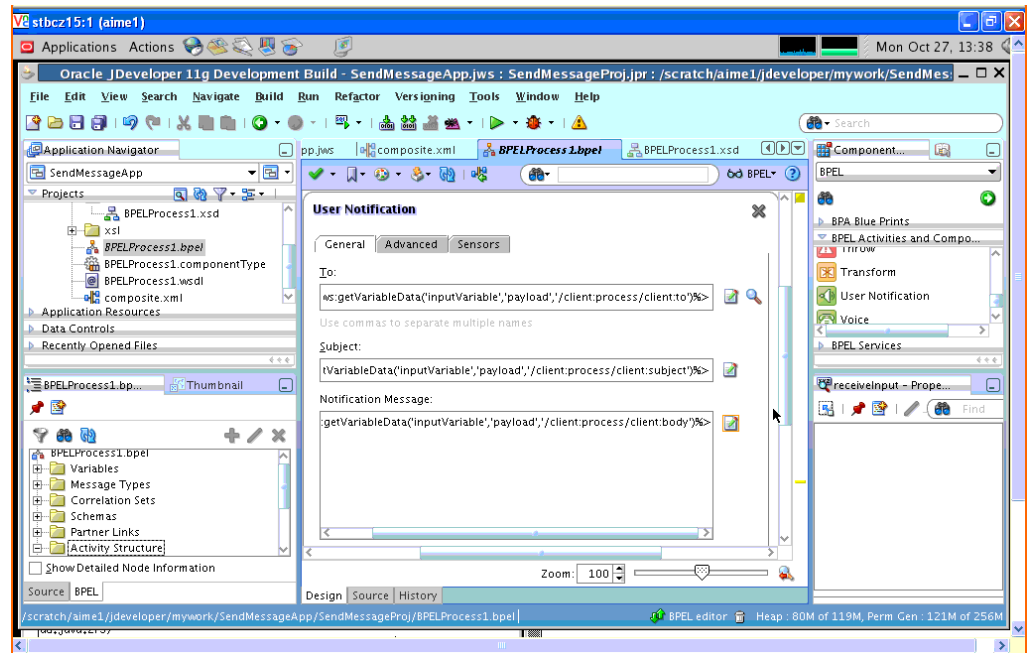 stbcz15:1 (aime1)
Applications Actions
Mon Oct 27, 13:38
Oracle JDeveloper 11g Development Build - SendMessageApp.jws : SendMessageProj.jpr : /scratch/aime1/jdeveloper/mywork/SendMes
File Edit View Search Navigate Build Run Refactor Versioning Tools Window Help
Search
Application Navigator
SendMessageApp
Projects
BPELProcess1.xsd
xsl
BPELProcess1.bpel
BPELProcess1.componentType
BPELProcess1.wsdl
composite.xml
Application Resources
Data Controls
Recently Opened Files
BPELProcess1.bp... Thumbnail
BPELProcess1.bpel
Variables
Message Types
Correlation Sets
Schemas
Partner Links
Activity Structure
Show Detailed Node Information
Source BPEL
pp.jws composite.xml BPELProcess1.bpel BPELProcess1.xsd
BPEL
User Notification
General Advanced Sensors
To:
ws:getVariableData('inputVariable','payload','/client:process/client:to')%>
Use commas to separate multiple names
Subject:
tVariableData('inputVariable','payload','/client:process/client:subject')%>
Notification Message:
:getVariableData('inputVariable','payload','/client:process/client:body')%>
Zoom: 100
Design Source History
Component...
BPEL
BPA Blue Prints
BPEL Activities and Compo...
Throw
Transform
User Notification
Voice
BPEL Services
receiveInput - Prope...
Find
/scratch/aime1/jdeveloper/mywork/SendMessageApp/SendMessageProj/BPELProcess1.bpel
BPEL editor Heap : 80M of 119M, Perm Gen : 121M of 256M